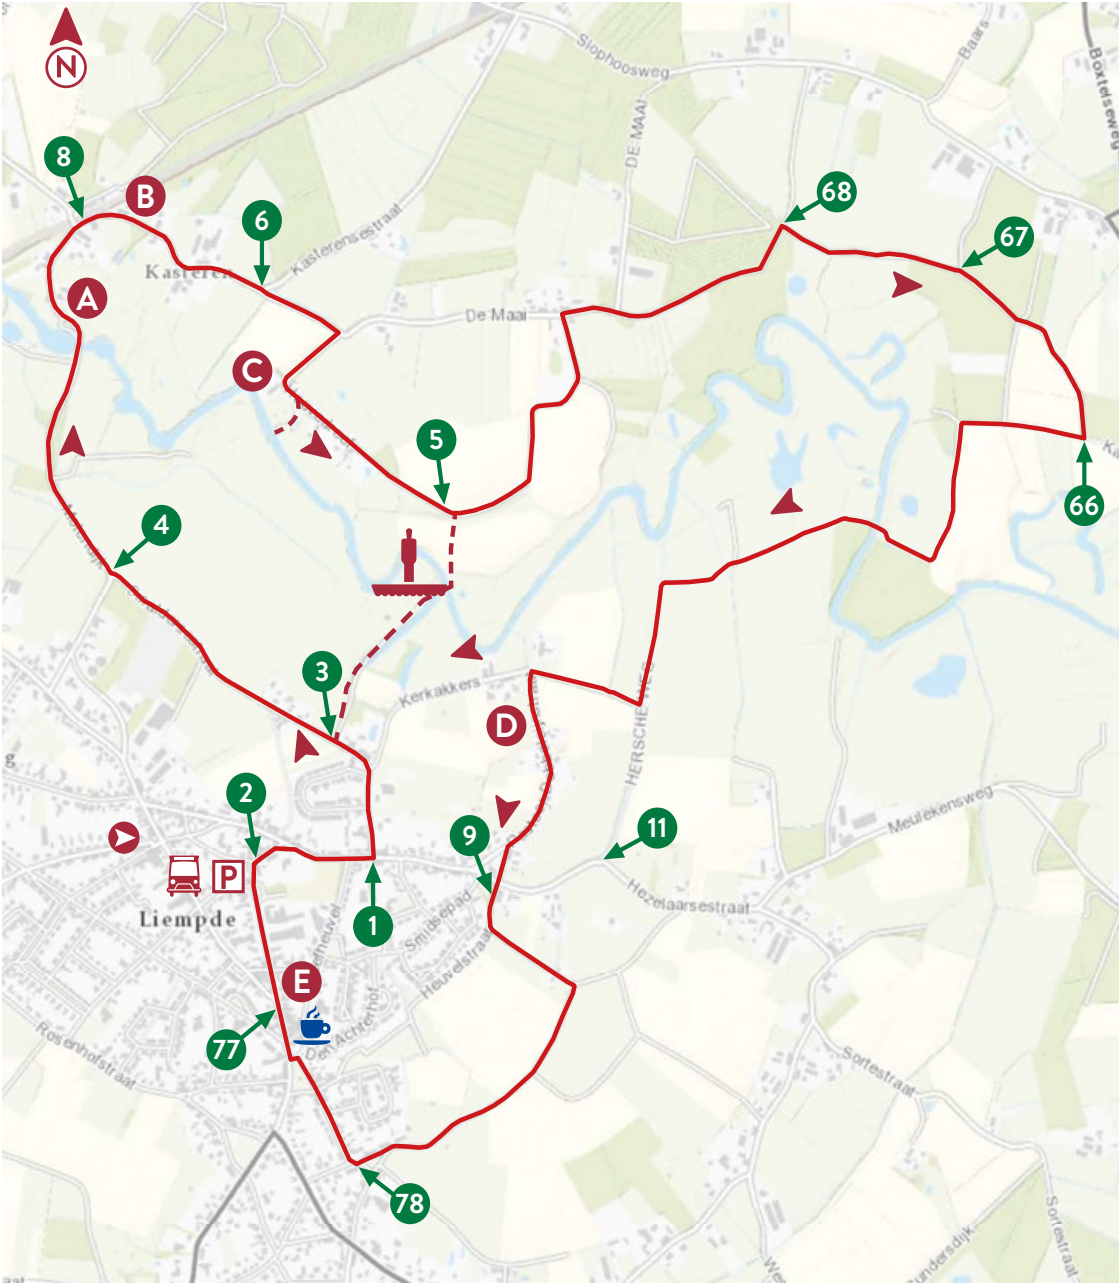 N
Slophoosweg
Baars
Boxtelseweg
DE MAAI
8
B
6
68
Kasterensestraat
67
Kasteren
A
De Maai
C
5
66
4
3
Kerkakkers
D
HERSCHE WEG
2
9
11
Meulekensweg
P
Hezelaarsestraat
Liempde
1
Smidsepad
Heuvelstraat
E
77
Den Achterhof
Rosenhofstraat
Sortestraat
78
Sortestraat